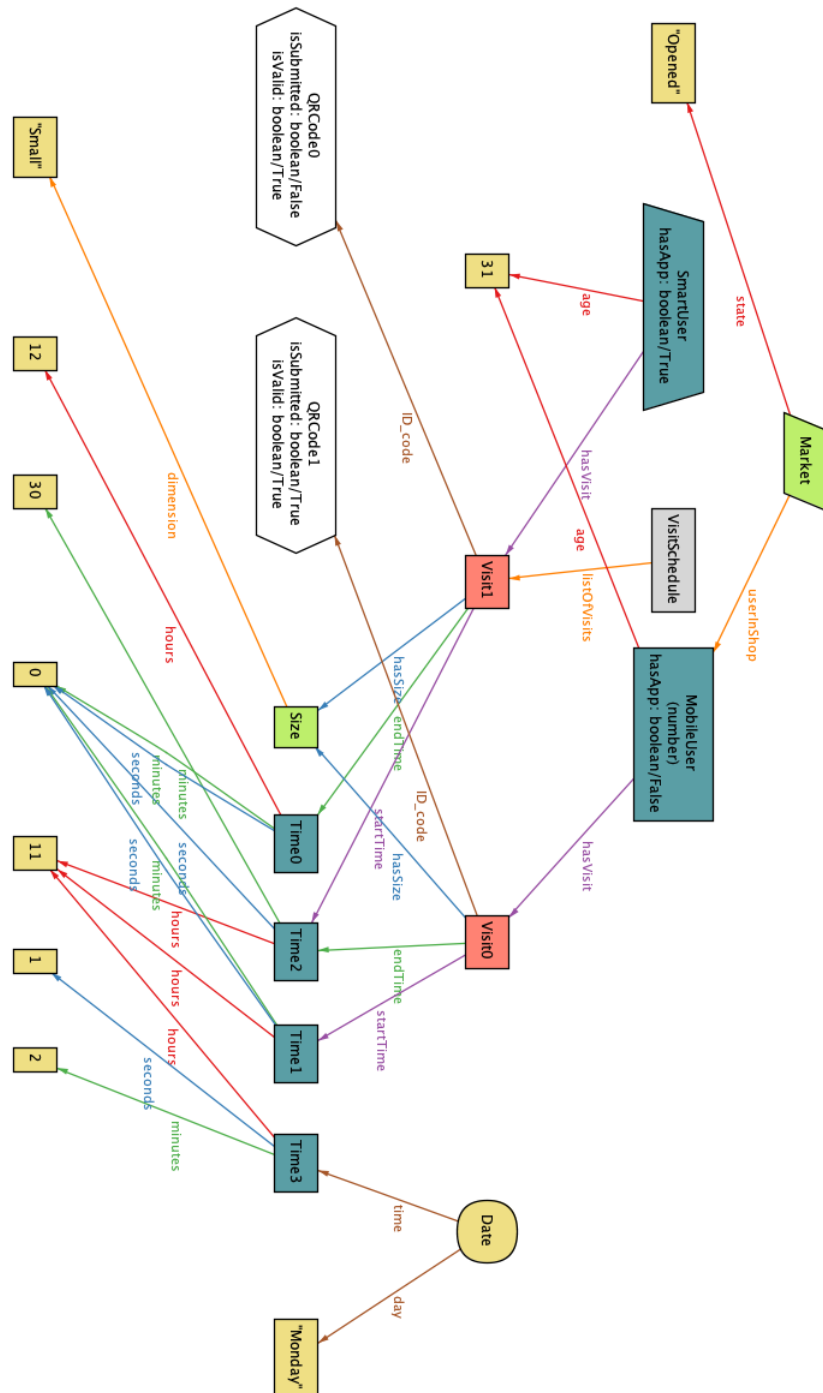 Market
state
userInShop
"Opened"
SmartUser
hasApp: boolean/True
VisitSchedule
MobileUser
(number)
hasApp: boolean/False
age
hasVisit
age
listOfVisits
hasVisit
31
Visit1
Visit0
Date
ID_code
hasSize
endTime
startTime
ID_code
hasSize
endTime
startTime
time
day
QRCode0
isSubmitted: boolean/False
isValid: boolean/True
QRCode1
isSubmitted: boolean/True
isValid: boolean/True
Size
Time0
Time2
Time1
Time3
"Monday"
dimension
hours
seconds
minutes
minutes
seconds
seconds
minutes
hours
hours
hours
seconds
minutes
"Small"
12
30
0
11
1
2